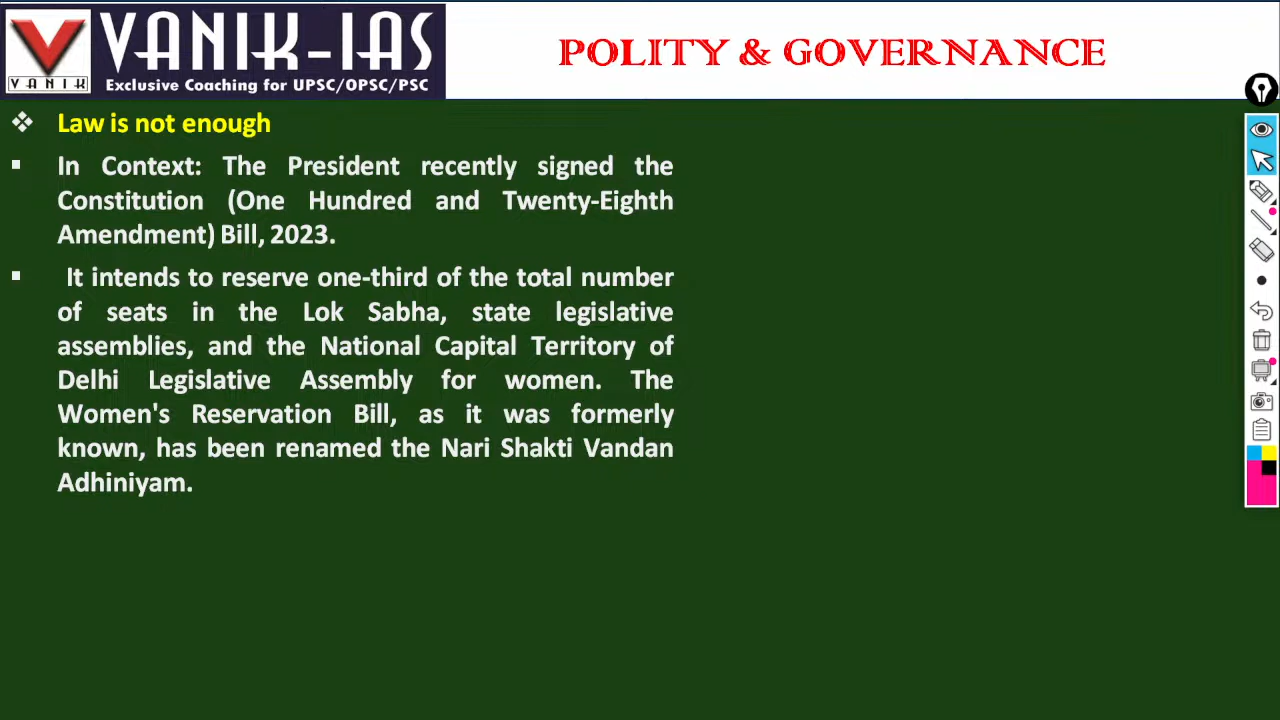 VANIK-IAS
VANIK
Exclusive Coaching for UPSC/OPSC/PSC
POLITY & GOVERNANCE
Law is not enough
In Context: The President recently signed the
Constitution (One Hundred and Twenty-Eighth
Amendment) Bill, 2023.
It intends to reserve one-third of the total number
of seats in the Lok Sabha, state legislative
assemblies, and the National Capital Territory of
Delhi Legislative Assembly for women. The
Women's Reservation Bill, as it was formerly
known, has been renamed the Nari Shakti Vandan
Adhiniyam.